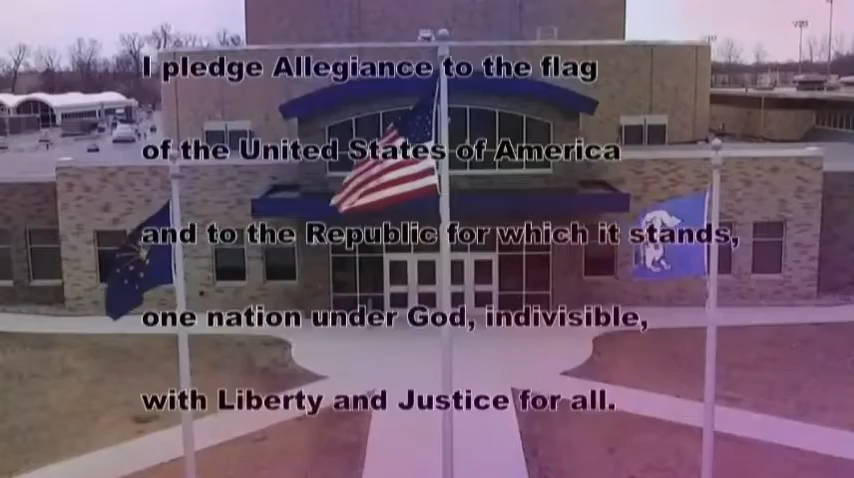 I pledge Allegiance to the flag
of the United States of America
and to the Republic for which it stands,
one nation under God, indivisible,
with Liberty and Justice for all.